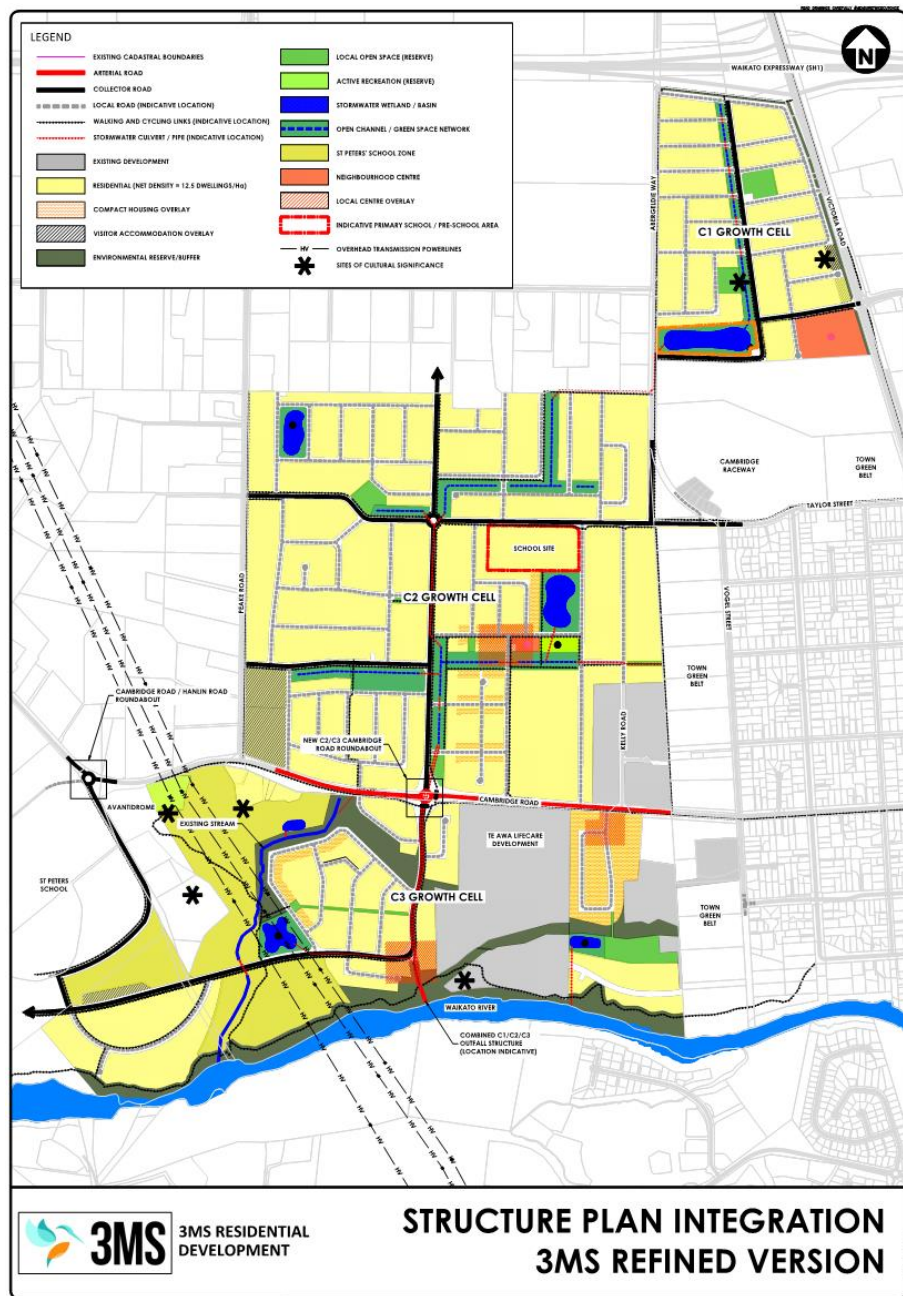 READ DRAWINGS CAREFULLY
LEGEND
EXISTING CADASTRAL BOUNDARIES
ARTERIAL ROAD
COLLECTOR ROAD
LOCAL ROAD (INDICATIVE LOCATION)
WALKING AND CYCLING LINKS (INDICATIVE LOCATION)
STORMWATER CULVERT / PIPE (INDICATIVE LOCATION)
EXISTING DEVELOPMENT
RESIDENTIAL (NET DENSITY = 12.5 DWELLINGS/Ha)
COMPACT HOUSING OVERLAY
VISITOR ACCOMMODATION OVERLAY
ENVIRONMENTAL RESERVE/BUFFER
LOCAL OPEN SPACE (RESERVE)
ACTIVE RECREATION (RESERVE)
STORMWATER WETLAND / BASIN
OPEN CHANNEL / GREEN SPACE NETWORK
ST PETERS' SCHOOL ZONE
NEIGHBOURHOOD CENTRE
LOCAL CENTRE OVERLAY
INDICATIVE PRIMARY SCHOOL / PRE-SCHOOL AREA
HV
OVERHEAD TRANSMISSION POWERLINES
SITES OF CULTURAL SIGNIFICANCE
N
WAIKATO EXPRESSWAY (SH1)
ABERGELDIE WAY
VICTORIA ROAD
C1 GROWTH CELL
CAMBRIDGE
RACEWAY
TOWN
GREEN
BELT
TAYLOR STREET
SCHOOL SITE
PEAKE ROAD
C2 GROWTH CELL
VOGEL STREET
KELLY ROAD
TOWN
GREEN
BELT
CAMBRIDGE ROAD / HANLIN ROAD
ROUNDABOUT
NEW C2/C3 CAMBRIDGE
ROAD ROUNDABOUT
CAMBRIDGE ROAD
AVANTIDROME
EXISTING STREAM
TE AWA LIFECARE
DEVELOPMENT
ST PETERS
SCHOOL
C3 GROWTH CELL
TOWN
GREEN
BELT
WAIKATO RIVER
COMBINED C1/C2/C3
OUTFALL STRUCTURE
(LOCATION INDICATIVE)
HV
3MS
3MS RESIDENTIAL
DEVELOPMENT
STRUCTURE PLAN INTEGRATION
3MS REFINED VERSION